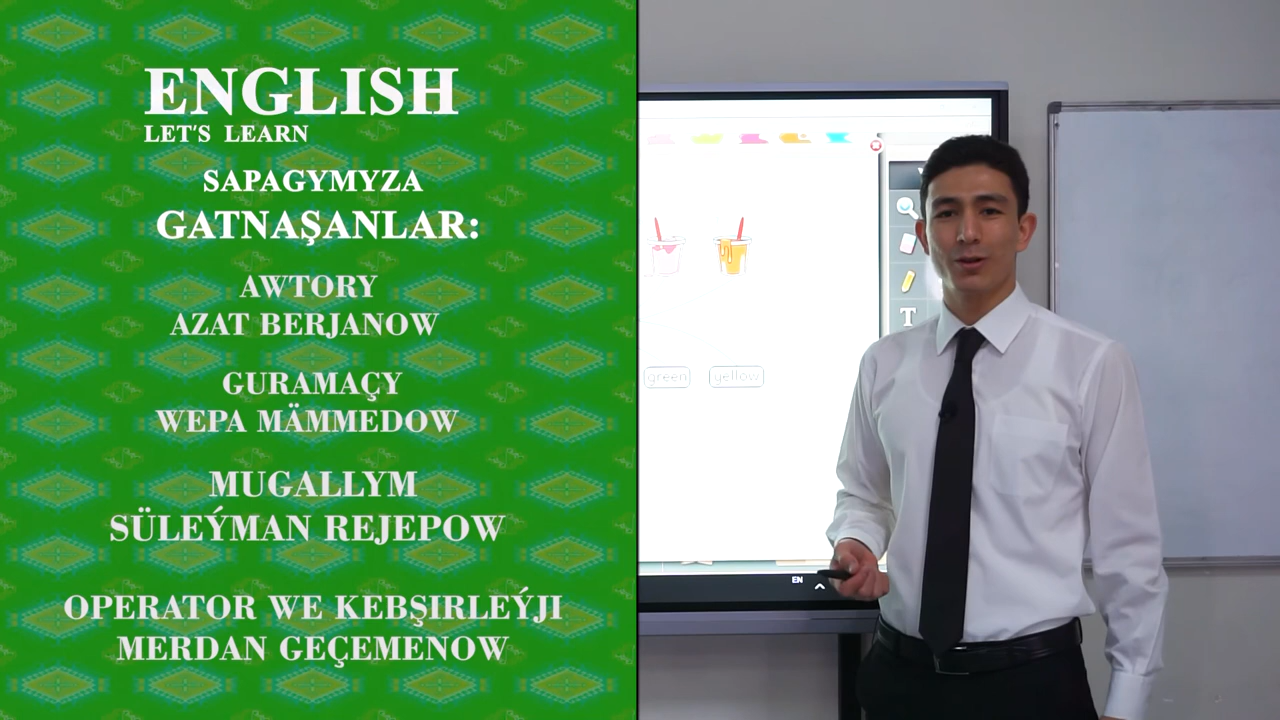 ENGLISH
LET'S LEARN
SAPAGYMYZA
GATNAŞANLAR:
AWTORY
AZAT BERJANOW
GURAMAÇY
WEPA MÄMMEDOW
MUGALLYM
SÜLEÝMAN REJEPOW
OPERATOR WE KEBŞIRLEÝJI
MERDAN GEÇEMENOW
T
green yellow
EN